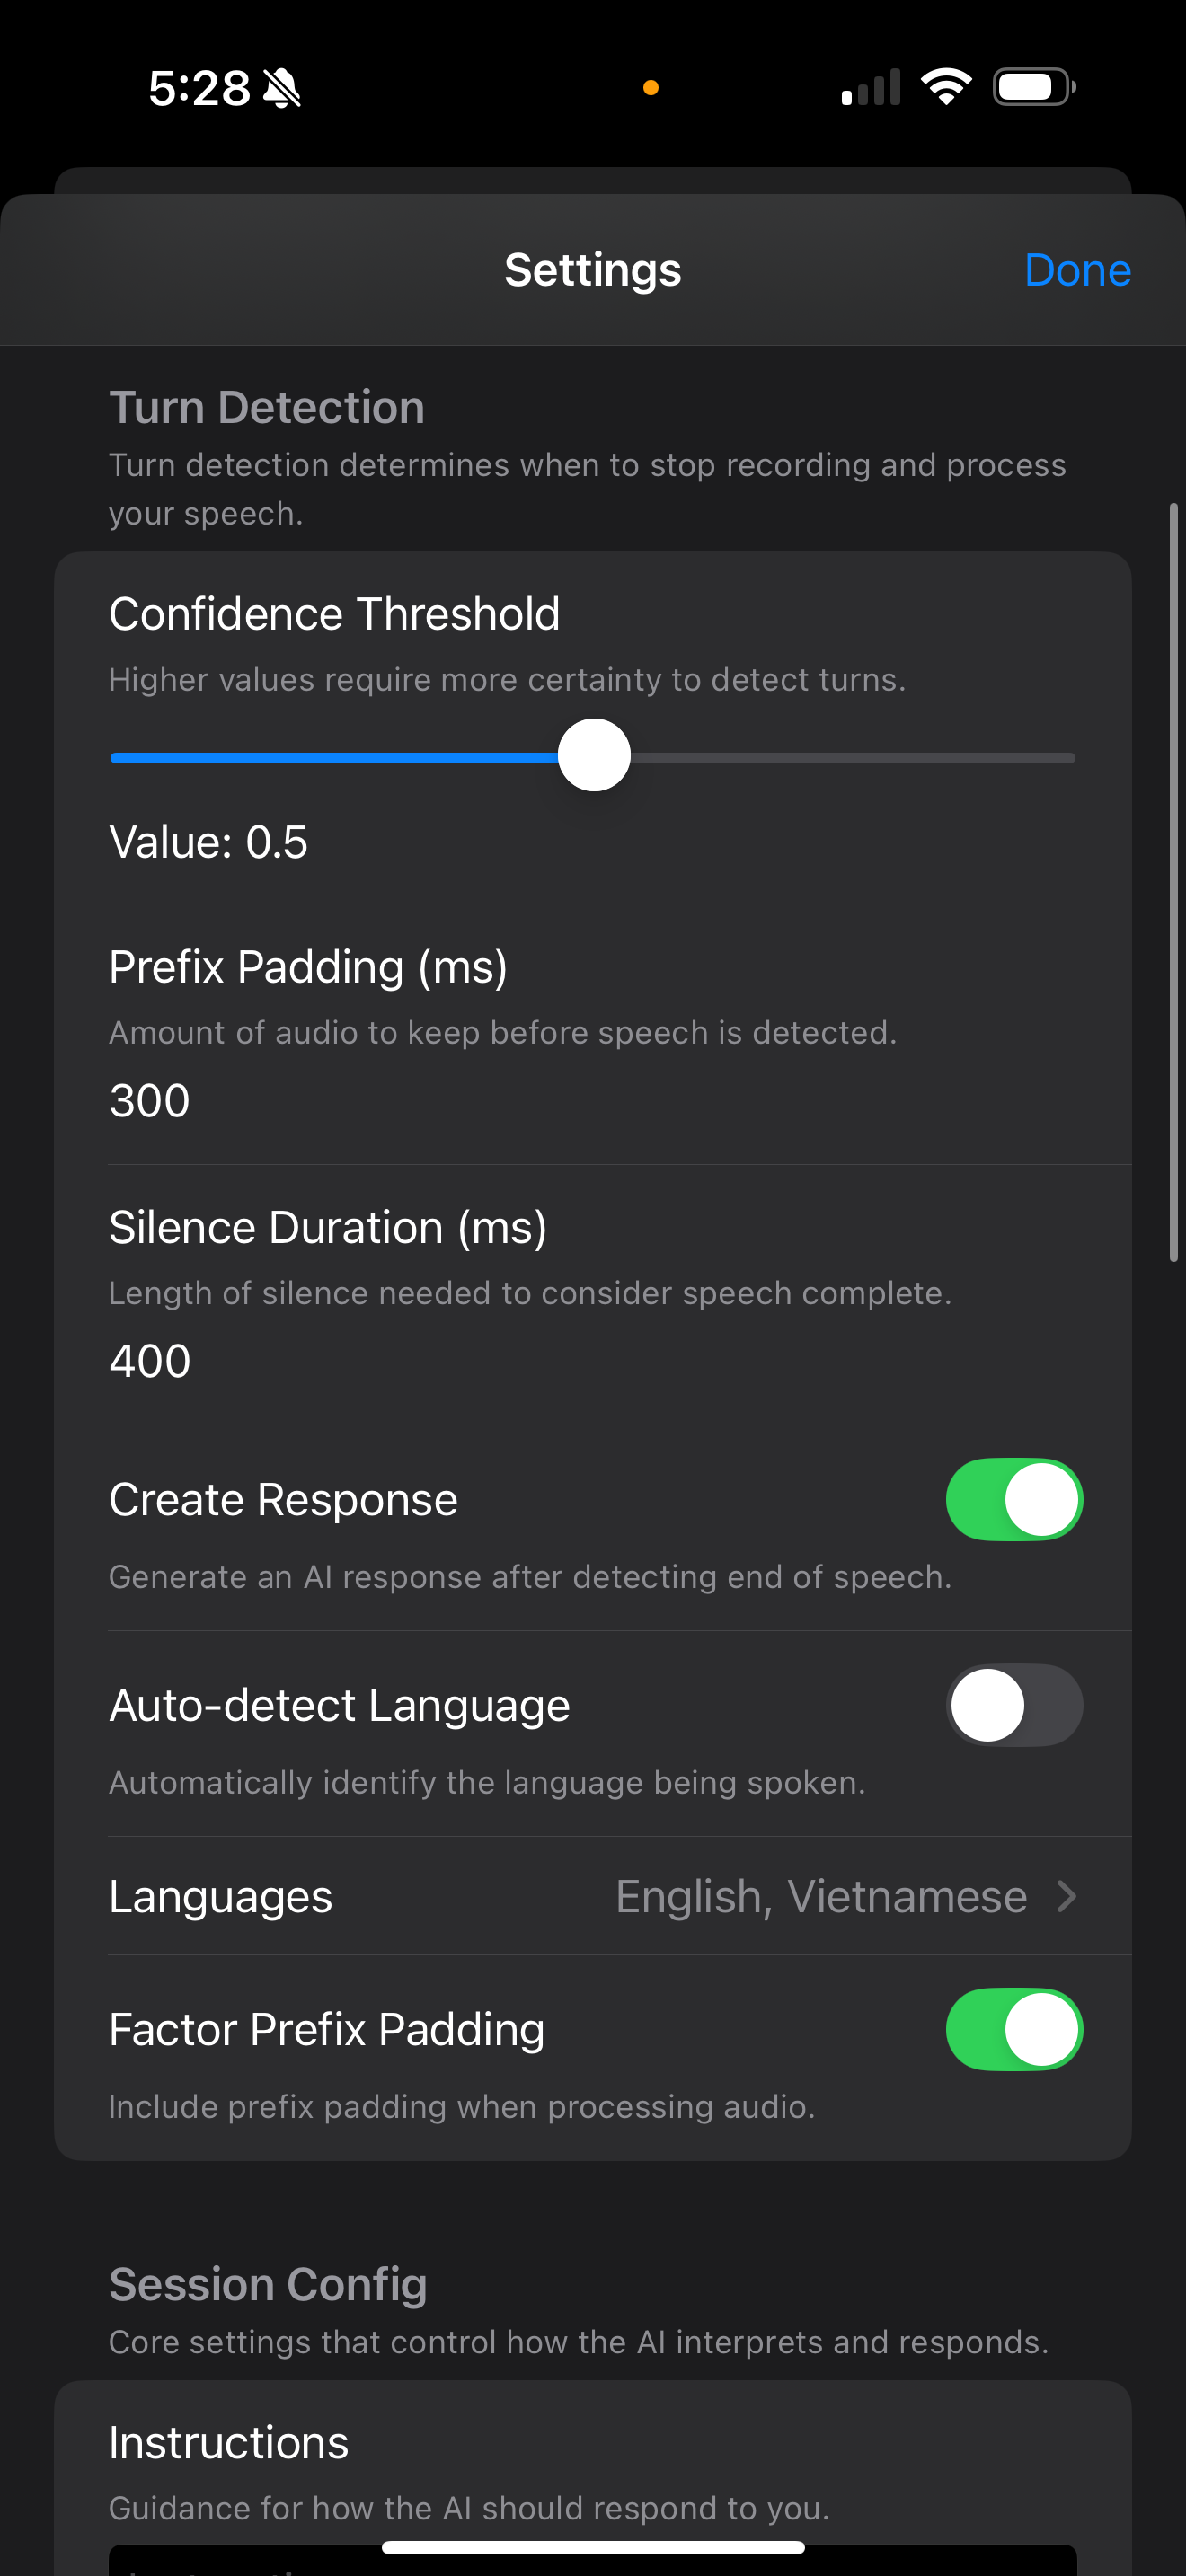 5:28
Settings
Done
Turn Detection
Turn detection determines when to stop recording and process
your speech.
Confidence Threshold
Higher values require more certainty to detect turns.
Value: 0.5
Prefix Padding (ms)
Amount of audio to keep before speech is detected.
300
Silence Duration (ms)
Length of silence needed to consider speech complete.
400
Create Response
Generate an AI response after detecting end of speech.
Auto-detect Language
Automatically identify the language being spoken.
Languages
English, Vietnamese
Factor Prefix Padding
Include prefix padding when processing audio.
Session Config
Core settings that control how the AI interprets and responds.
Instructions
Guidance for how the AI should respond to you.